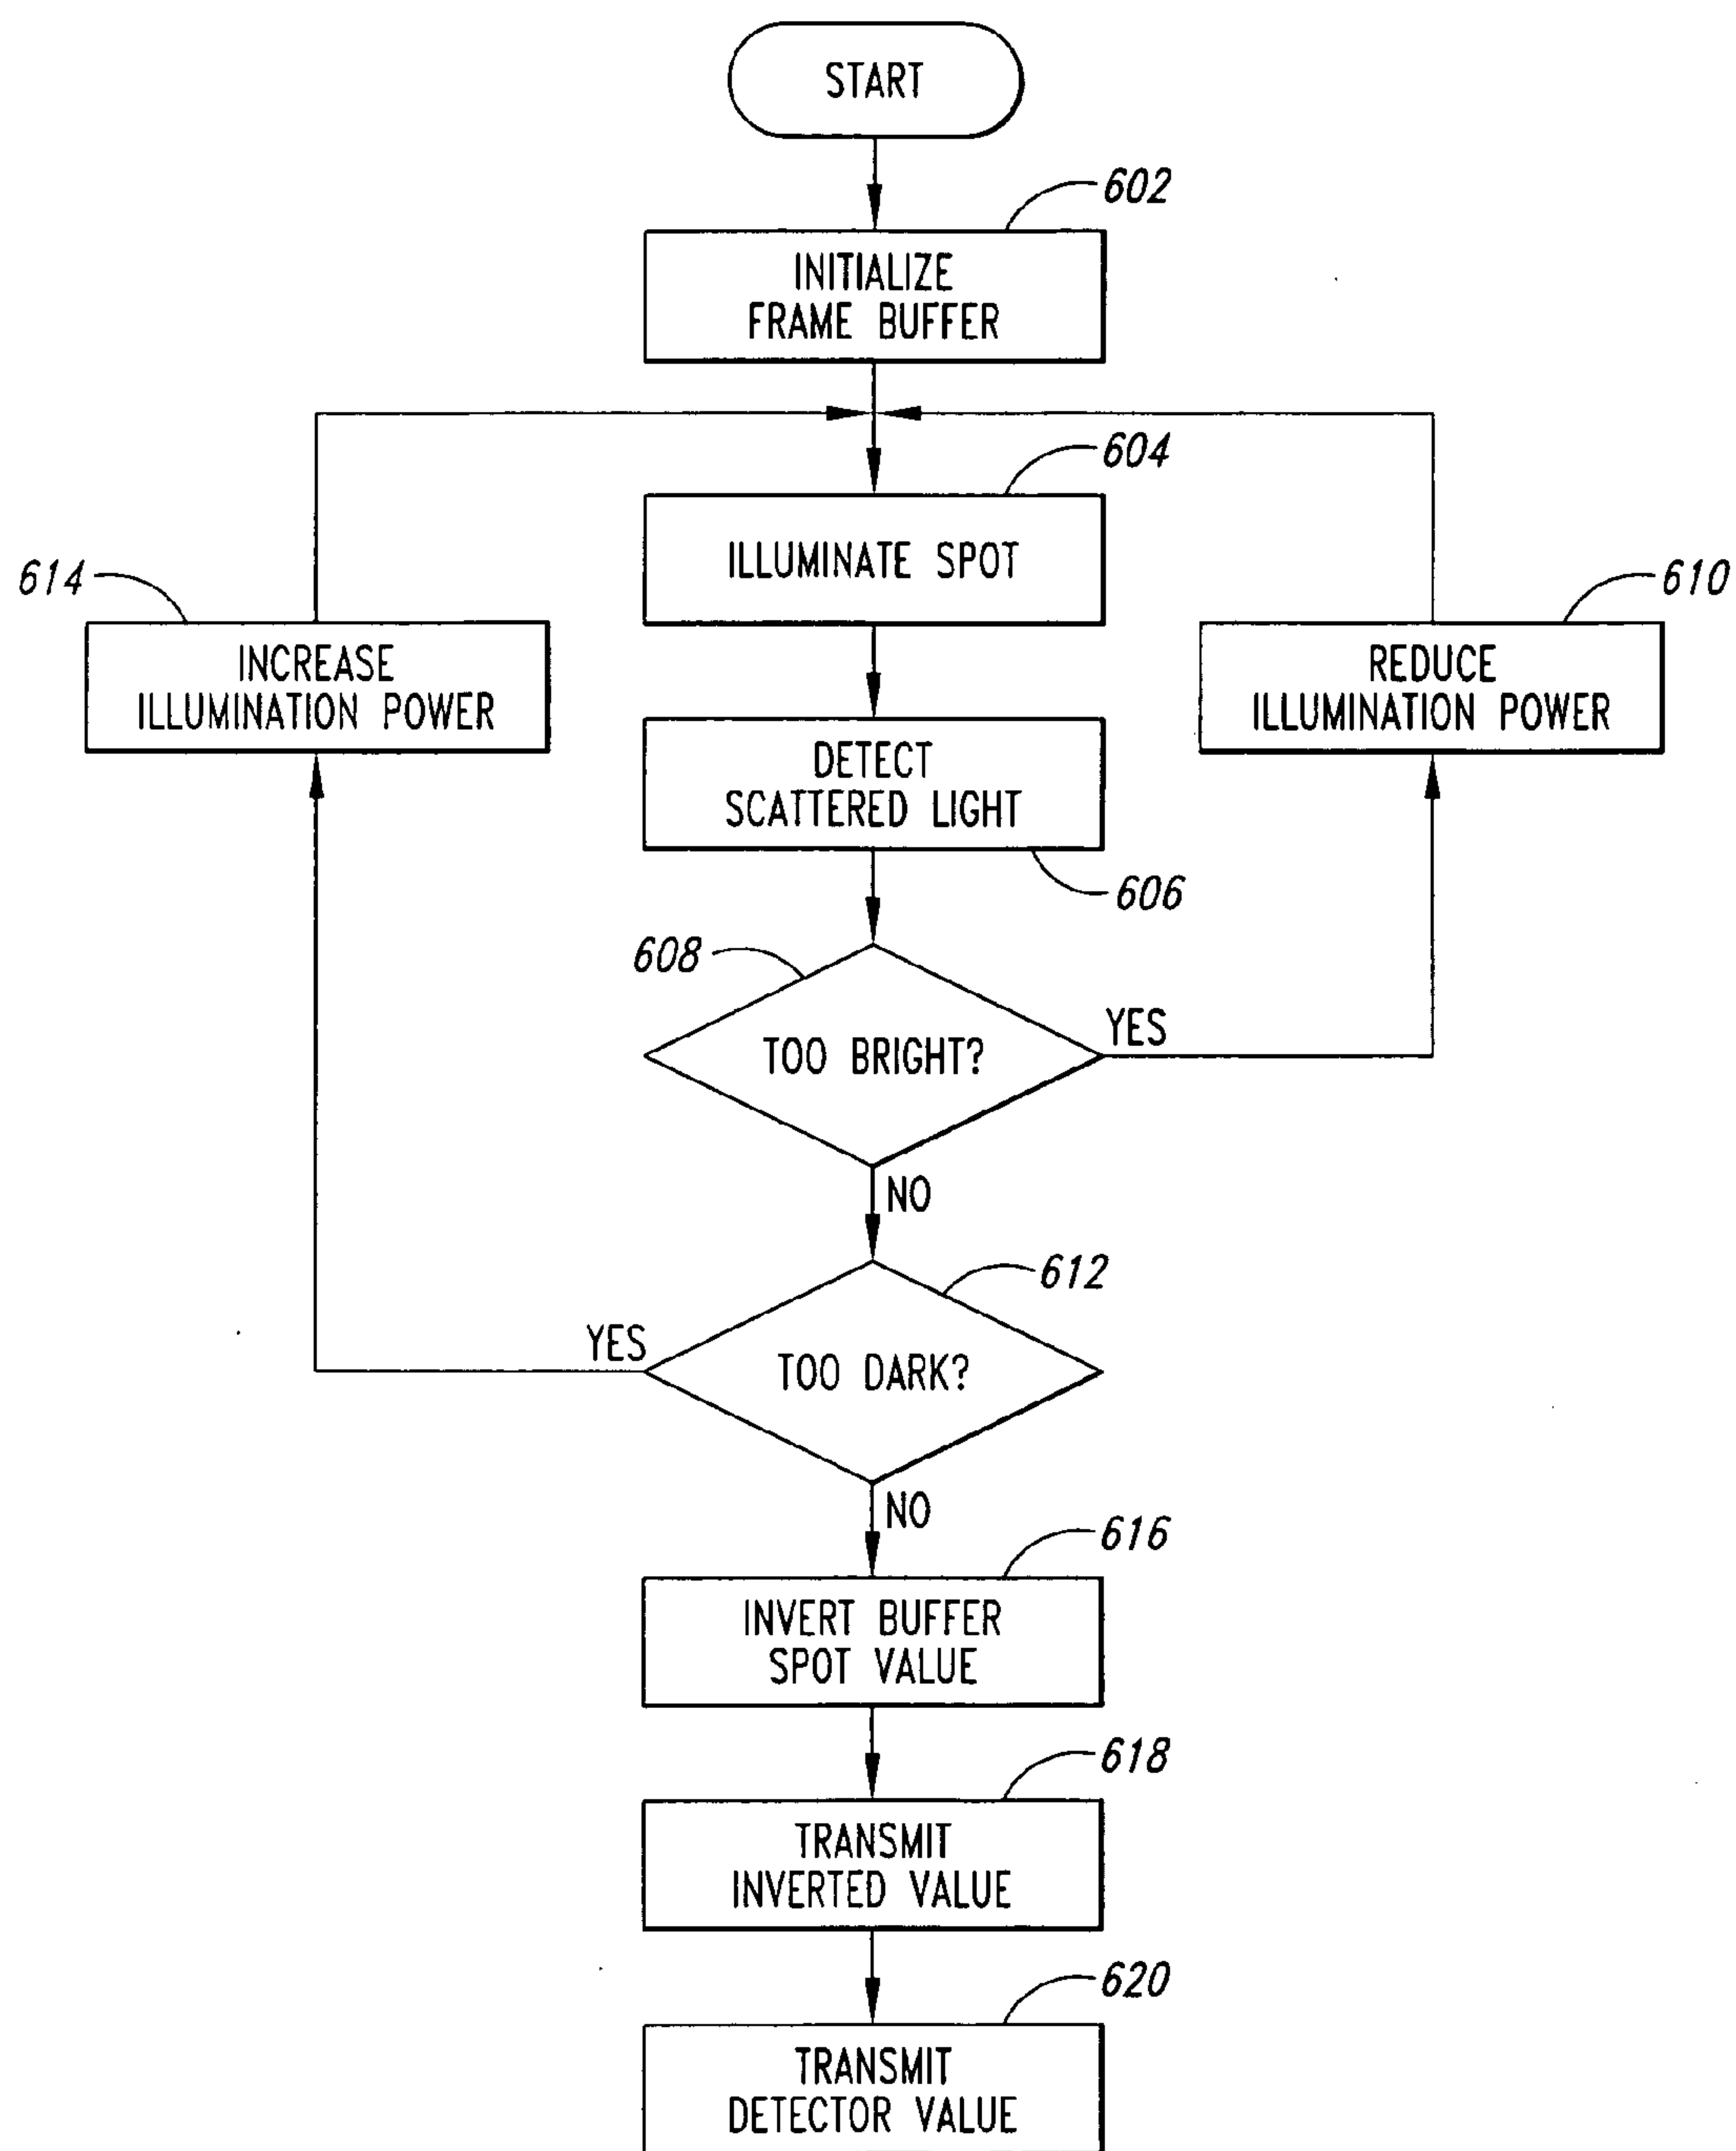 START
602
INITIALIZE
FRAME BUFFER
604
ILLUMINATE SPOT
614
INCREASE
ILLUMINATION POWER
610
REDUCE
ILLUMINATION POWER
DETECT
SCATTERED LIGHT
606
608
TOO BRIGHT?
YES
NO
612
YES
TOO DARK?
NO
616
INVERT BUFFER
SPOT VALUE
618
TRANSMIT
INVERTED VALUE
620
TRANSMIT
DETECTOR VALUE